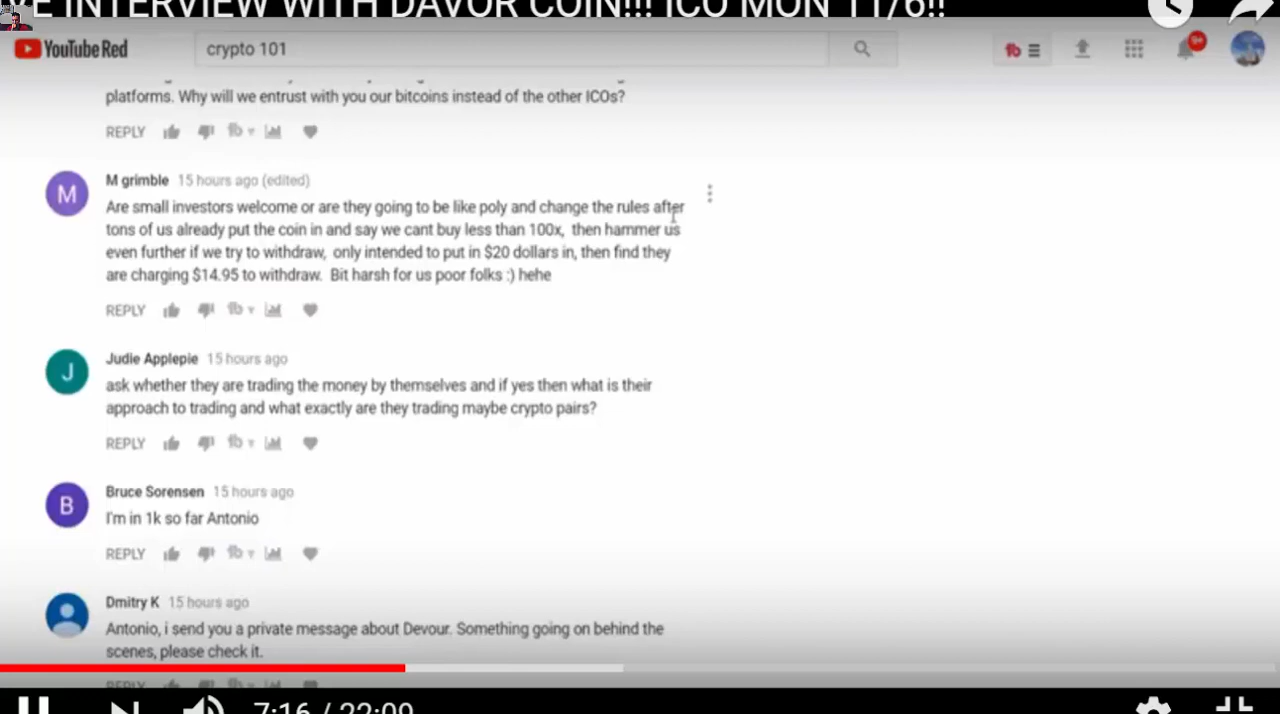 VE INTERVIEW WITH DAVOR COIN!!! ICO MON 11/6!!
YouTube Red
crypto 101
9+
platforms. Why will we entrust with you our bitcoins instead of the other ICOs?
REPLY
M
M grimble 15 hours ago (edited)
Are small investors welcome or are they going to be like poly and change the rules after
tons of us already put the coin in and say we cant buy less than 100x, then hammer us
even further if we try to withdraw, only intended to put in $20 dollars in, then find they
are charging $14.95 to withdraw. Bit harsh for us poor folks :) hehe
REPLY
J
Judie Applepie 15 hours ago
ask whether they are trading the money by themselves and if yes then what is their
approach to trading and what exactly are they trading maybe crypto pairs?
REPLY
B
Bruce Sorensen 15 hours ago
I'm in 1k so far Antonio
REPLY
Dmitry K 15 hours ago
Antonio, i send you a private message about Devour. Something going on behind the
scenes, please check it.
REPLY
7:16 / 22:09